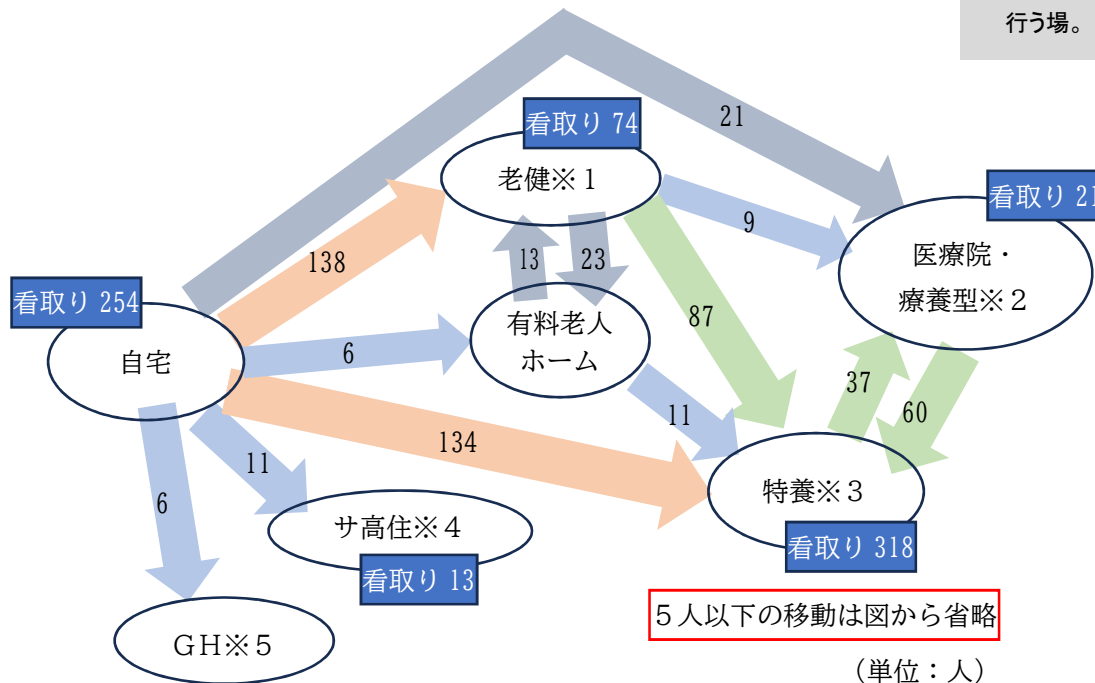 行う場。
21
看取り 74
老健※１
看取り 21
9
医療院・
療養型※２
138
13
23
看取り 254
自宅
6
有料老人
ホーム
87
37
60
11
134
11
6
サ高住※４
看取り 13
特養※３
看取り 318
GH※５
５人以下の移動は図から省略
（単位：人）